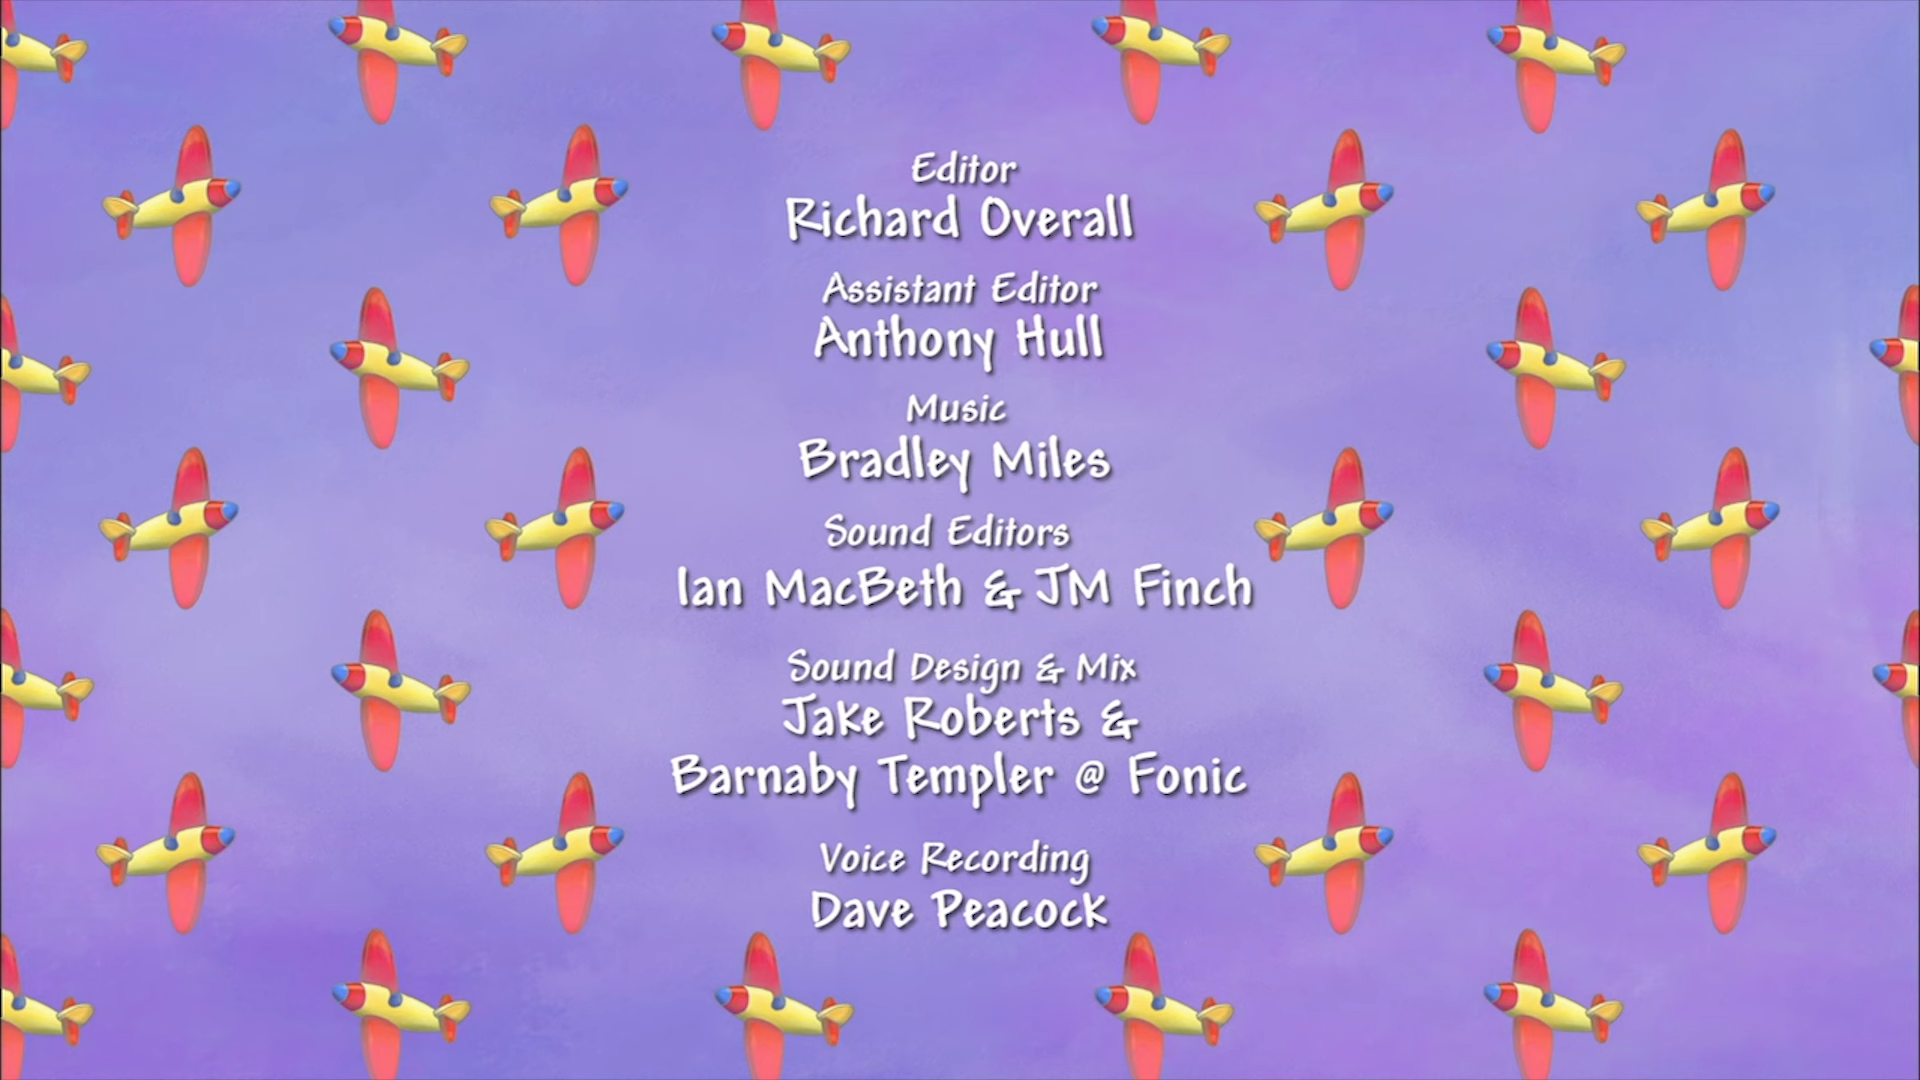 Editor
Richard Overall
Assistant Editor
Anthony Hull
Music
Bradley Miles
Sound Editors
Ian MacBeth & JM Finch
Sound Design & Mix
Jake Roberts &
Barnaby Templer @ Fonic
Voice Recording
Dave Peacock